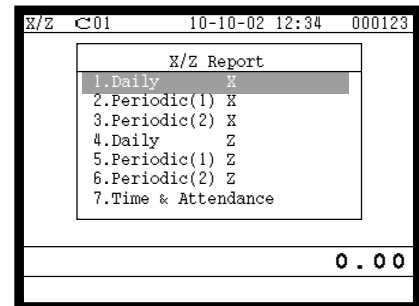 X/Z C01 10-10-02 12:34 000123
X/Z Report
1.Daily X
2.Periodic(1) X
3.Periodic(2) X
4.Daily Z
5.Periodic(1) Z
6.Periodic(2) Z
7.Time & Attendance
0.00